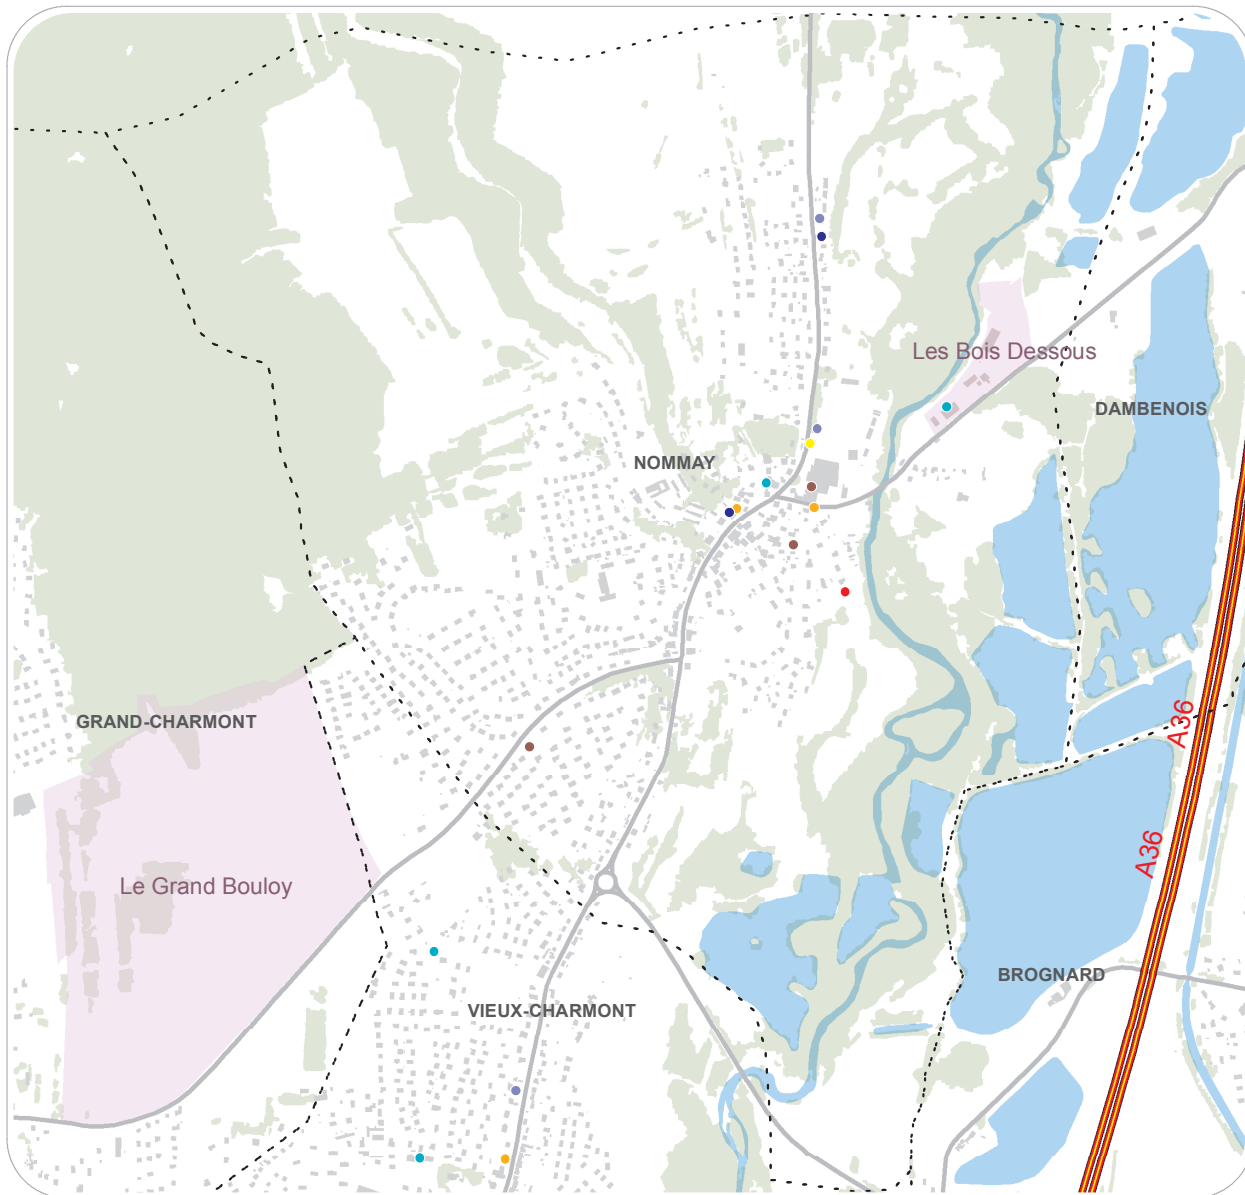 Les Bois Dessous
DAMBENOIS
NOMMAY
GRAND-CHARMONT
A36
A36
Le Grand Bouloy
BROGNARD
VIEUX-CHARMONT